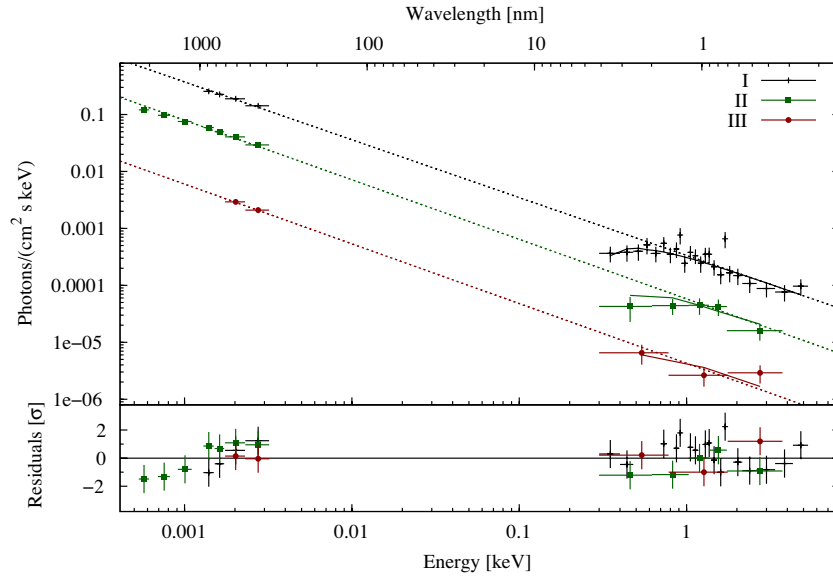 Wavelength [nm]
1000 100 10 1
Photons/(cm² s keV)
0.1
0.01
0.001
0.0001
1e-05
1e-06
I
II
III
Residuals [σ]
2
0
−2
0.001 0.01 0.1 1
Energy [keV]